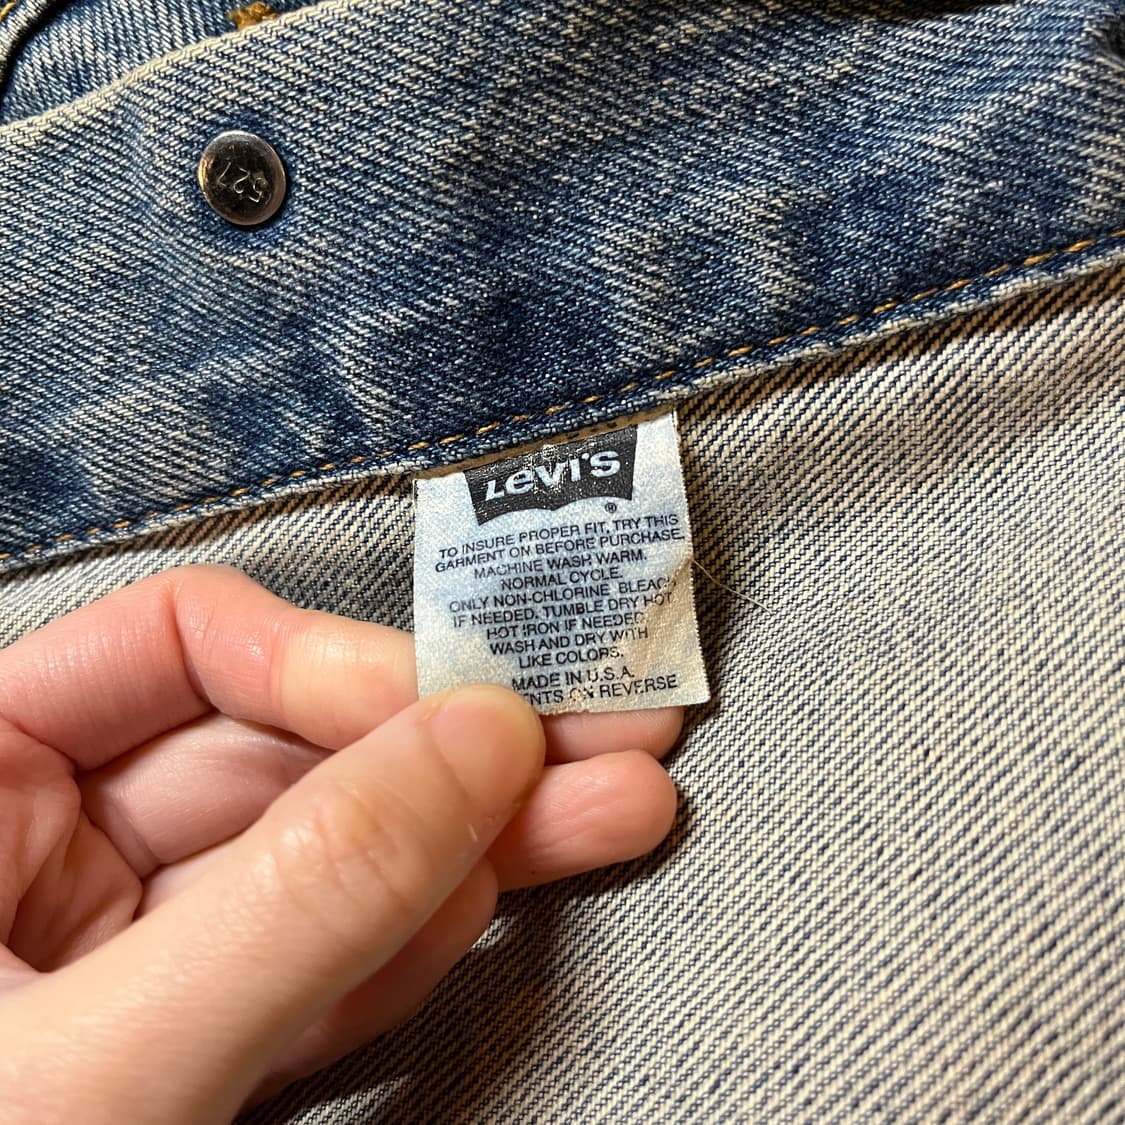 527
LEVI'S
®
TO INSURE PROPER FIT, TRY THIS
GARMENT ON BEFORE PURCHASE.
MACHINE WASH WARM.
NORMAL CYCLE.
ONLY NON-CHLORINE BLEACH
IF NEEDED. TUMBLE DRY HOT
HOT IRON IF NEEDED
WASH AND DRY WITH
LIKE COLORS.
MADE IN U.S.A.
ON REVERSE